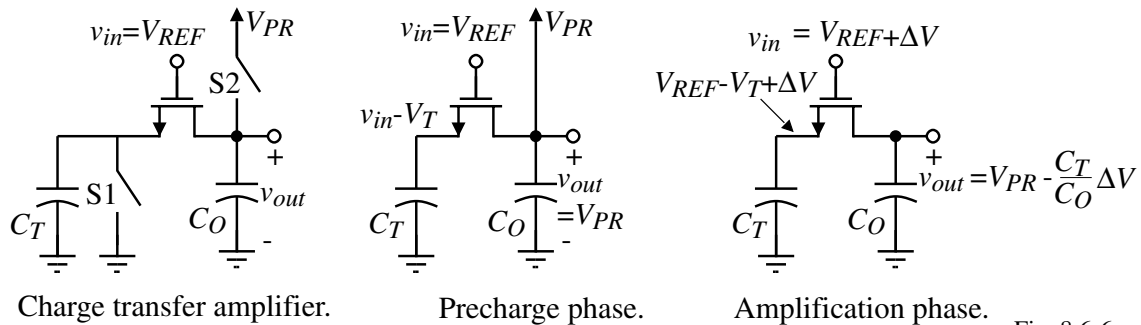 v_in=V_REF
V_PR
S2
S1
C_T
C_O
+
v_out
-
Charge transfer amplifier.
v_in=V_REF
V_PR
v_in-V_T
C_T
C_O
+
v_out
=V_PR
-
Precharge phase.
v_in = V_REF+ΔV
V_REF-V_T+ΔV
C_T
C_O
+
v_out=V_PR - C_T/C_O ΔV
Amplification phase.